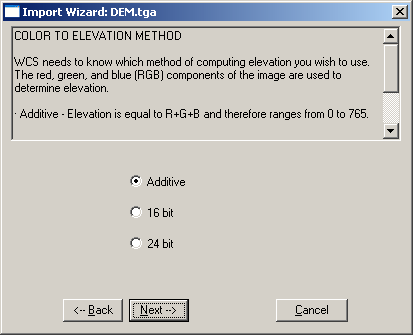 Import Wizard: DEM.tga
COLOR TO ELEVATION METHOD
WCS needs to know which method of computing elevation you wish to use.
The red, green, and blue (RGB) components of the image are used to
determine elevation.
· Additive - Elevation is equal to R+G+B and therefore ranges from 0 to 765.
Additive
16 bit
24 bit
<-- Back Next --> Cancel